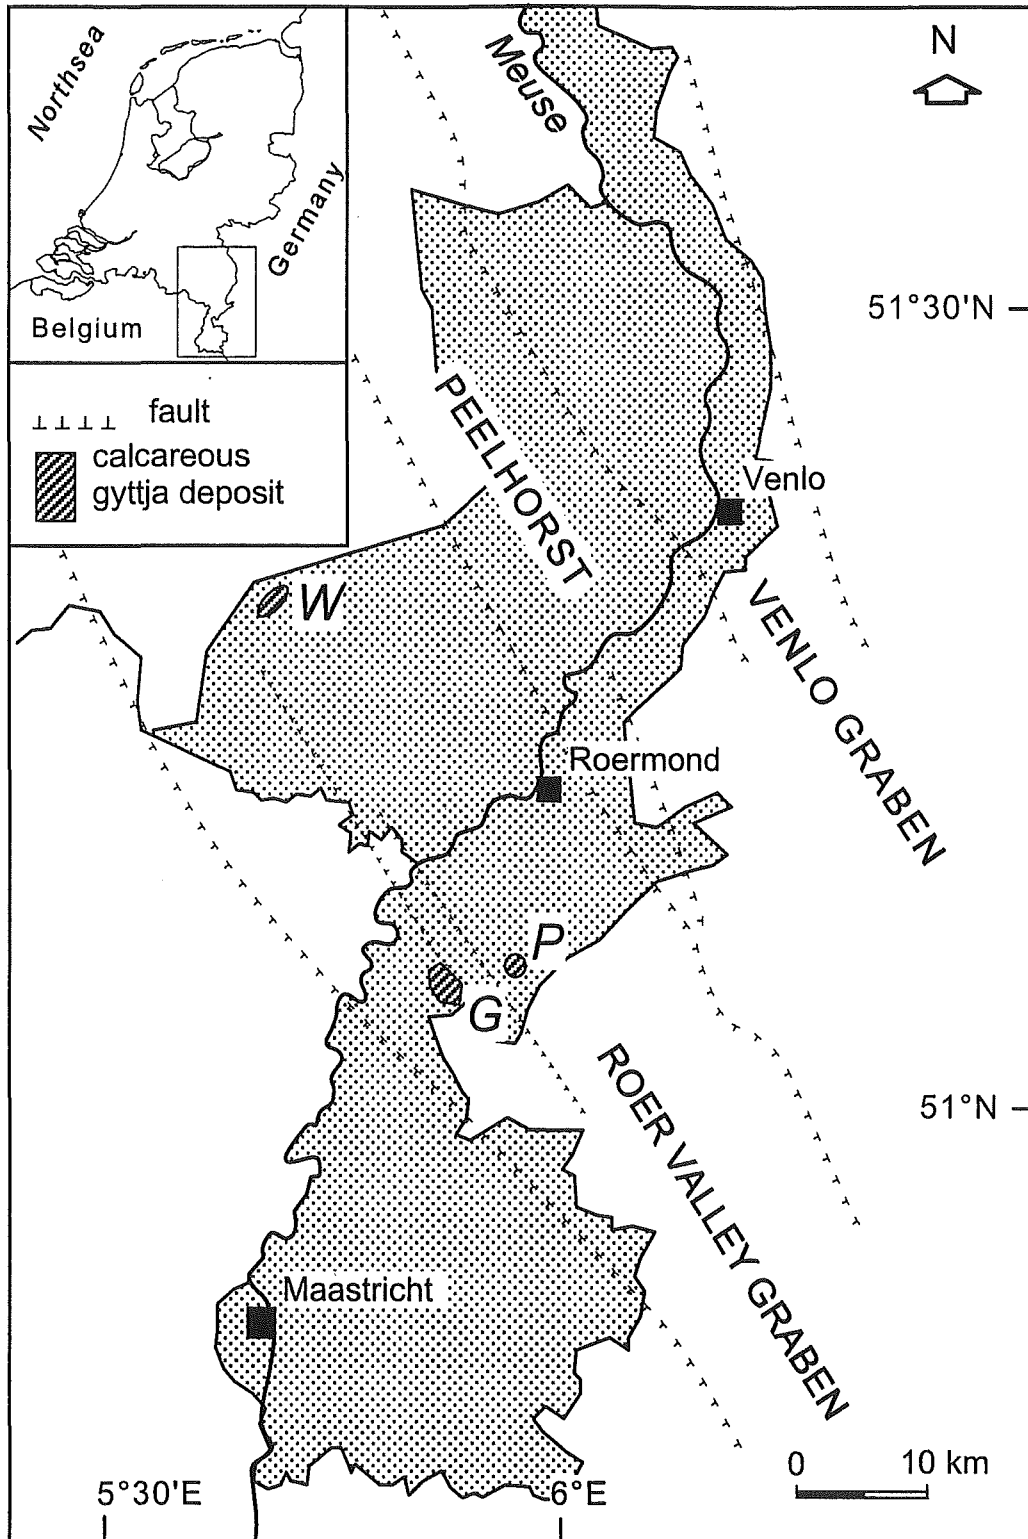 Northsea
Germany
Belgium
fault
calcareous
gyttja deposit
Meuse
N
51°30'N
PEELHORST
Venlo
W
VENLO GRABEN
Roermond
P
G
ROER VALLEY GRABEN
51°N
Maastricht
0 10 km
5°30'E
6°E